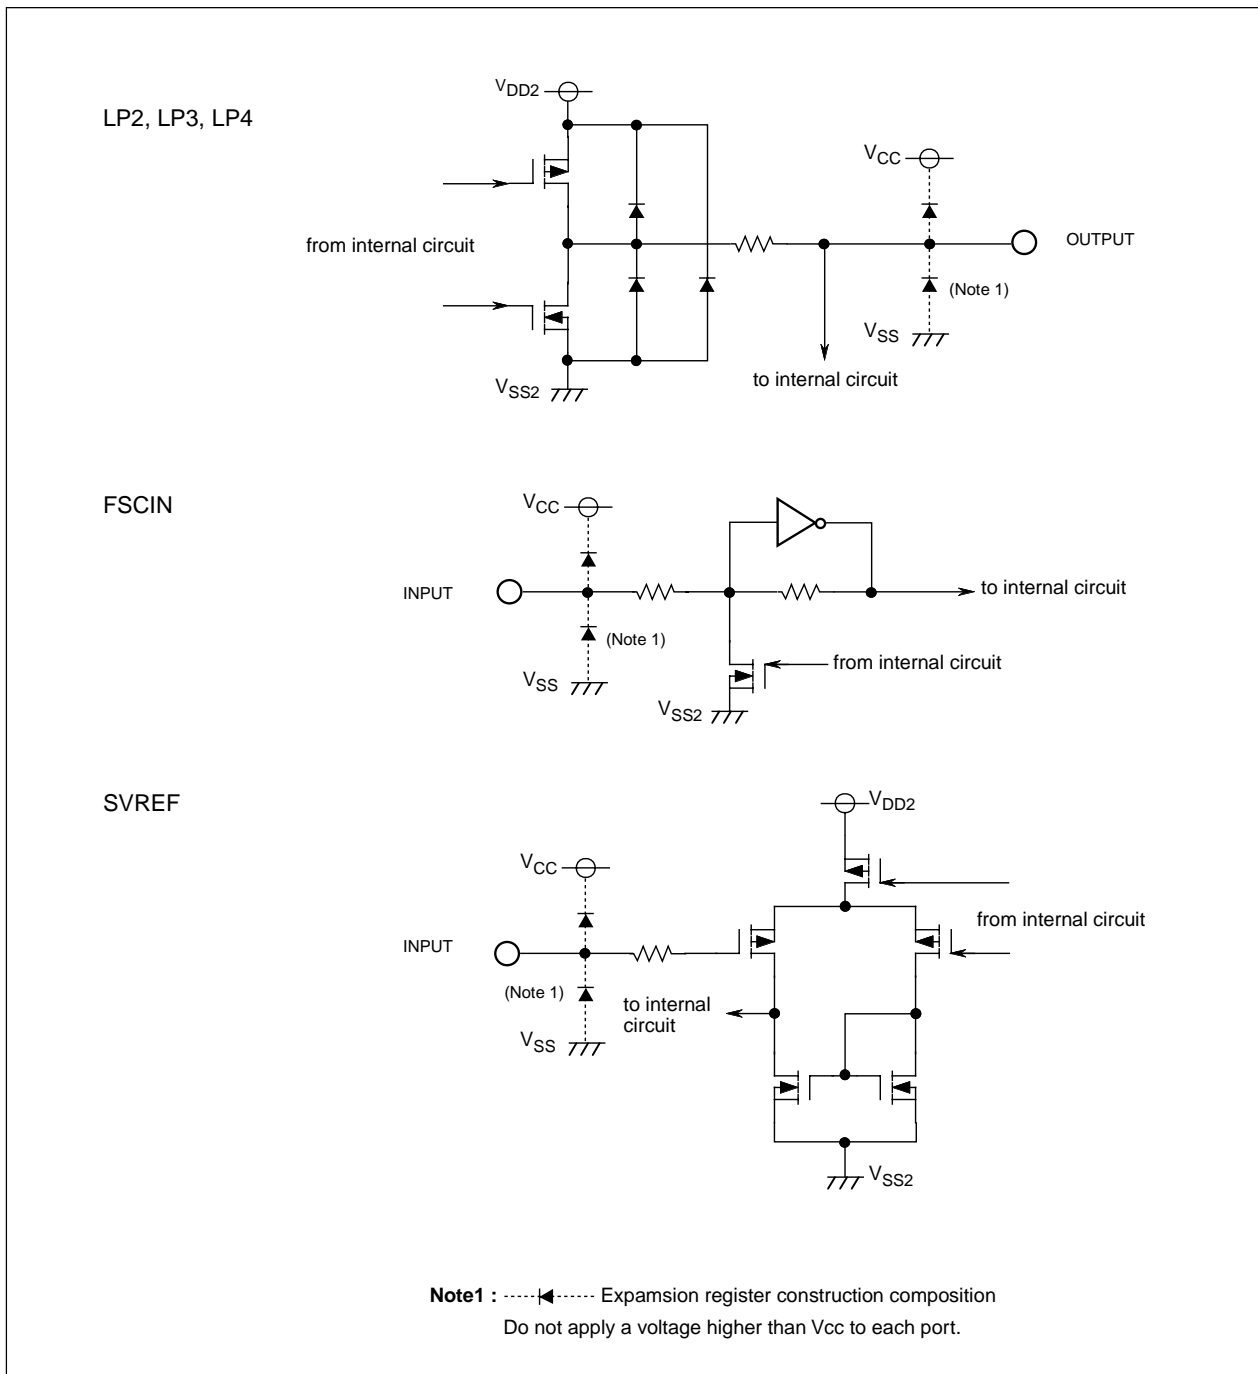 LP2, LP3, LP4
VDD2
VCC
from internal circuit
OUTPUT
(Note 1)
VSS
to internal circuit
VSS2
FSCIN
VCC
INPUT
to internal circuit
(Note 1)
from internal circuit
VSS
VSS2
SVREF
VDD2
VCC
from internal circuit
INPUT
(Note 1)
to internal
circuit
VSS
VSS2
Note1 : Expamsion register construction composition
Do not apply a voltage higher than Vcc to each port.